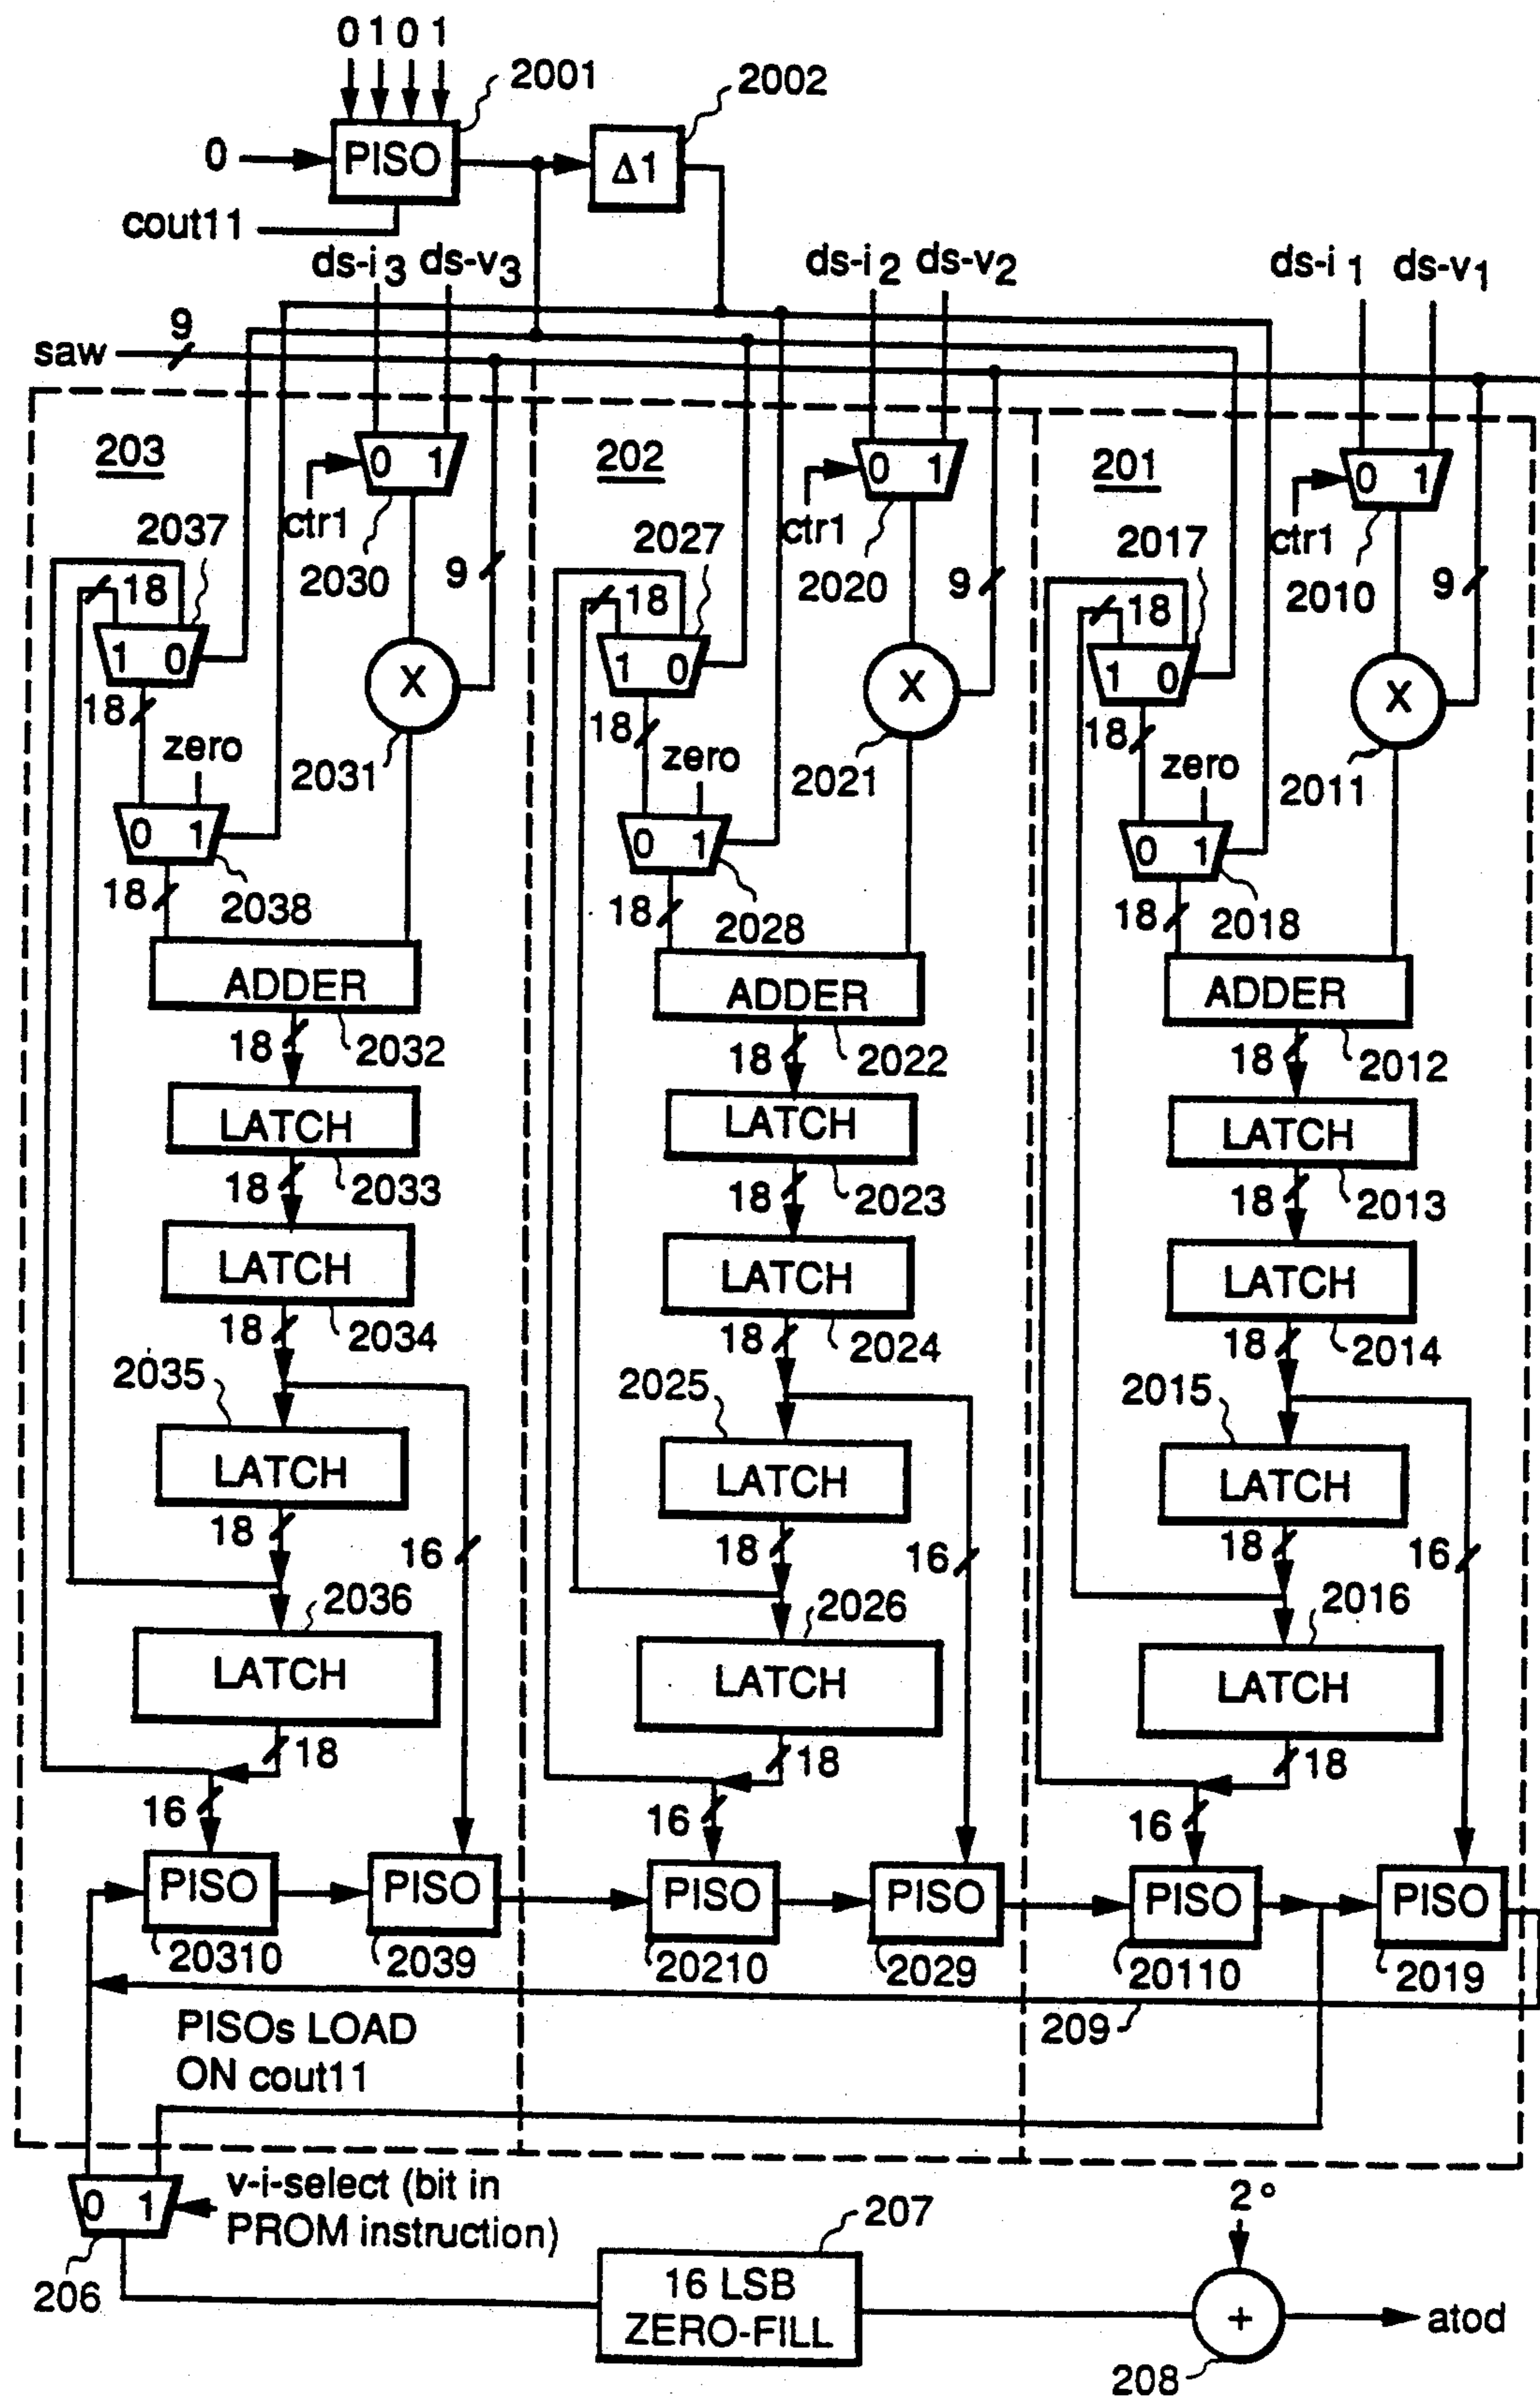 0 1 0 1
2001
2002
0
PISO
Δ1
cout11
ds-i3 ds-v3
ds-i2 ds-v2
ds-i1 ds-v1
9
saw
203
202
201
0 1
0 1
0 1
ctr1
ctr1
ctr1
2037
2027
2017
2030
2020
2010
9
9
9
18
18
18
1 0
1 0
1 0
X
X
X
18
18
18
zero
zero
zero
2031
2021
2011
0 1
0 1
0 1
18
18
18
2038
2028
2018
ADDER
ADDER
ADDER
18
18
18
2032
2022
2012
LATCH
LATCH
LATCH
18
18
18
2033
2023
2013
LATCH
LATCH
LATCH
18
18
18
2034
2024
2014
2035
2025
2015
LATCH
LATCH
LATCH
18
18
18
16
16
16
2036
2026
2016
LATCH
LATCH
LATCH
18
18
18
16
16
16
PISO
PISO
PISO
PISO
PISO
PISO
20310
2039
20210
2029
20110
2019
209
PISOs LOAD
ON cout11
0 1
v-i-select (bit in
PROM instruction)
206
207
16 LSB
ZERO-FILL
2°
+
atod
208